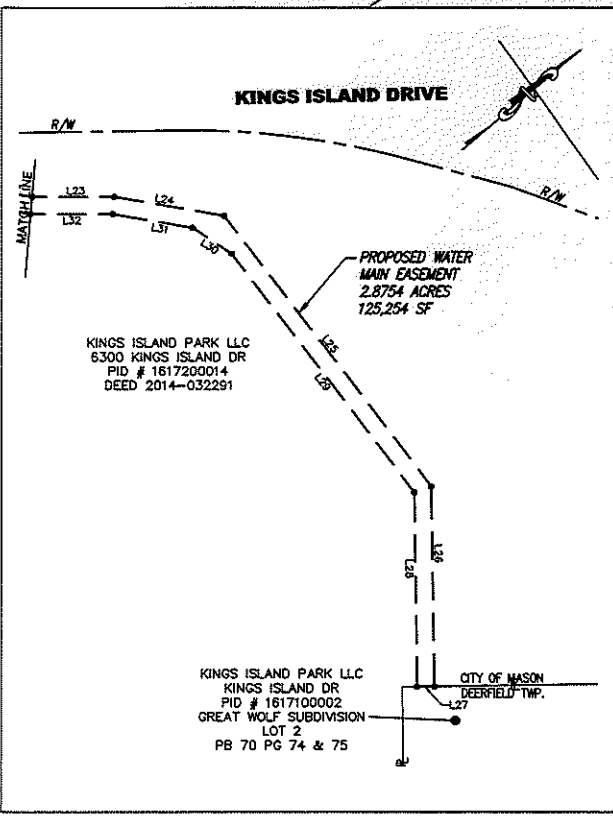 KINGS ISLAND DRIVE
N
R/W
R/W
MATCH LINE
L23
L24
L32
L31
L30
PROPOSED WATER
MAIN EASEMENT
2.8754 ACRES
125,254 SF
L25
L29
KINGS ISLAND PARK LLC
6300 KINGS ISLAND DR
PID # 1617200014
DEED 2014-032291
L28
L26
KINGS ISLAND PARK LLC
KINGS ISLAND DR
PID # 1617100002
GREAT WOLF SUBDIVISION
LOT 2
PB 70 PG 74 & 75
CITY OF MASON
DEERFIELD TWP.
L27
PL